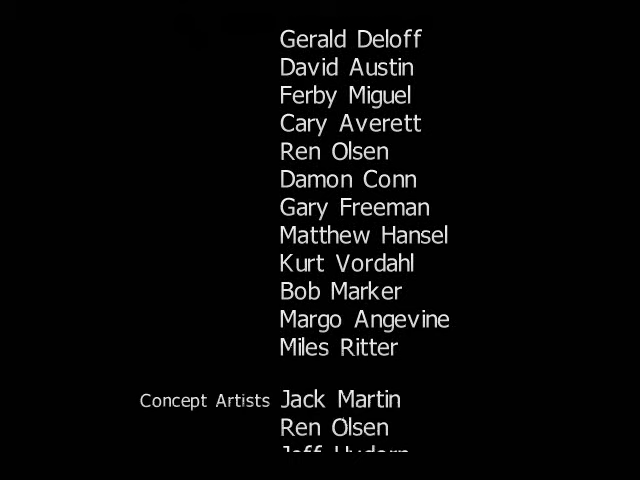 Gerald Deloff
David Austin
Ferby Miguel
Cary Averett
Ren Olsen
Damon Conn
Gary Freeman
Matthew Hansel
Kurt Vordahl
Bob Marker
Margo Angevine
Miles Ritter
Concept Artists Jack Martin
Ren Olsen
Jeff